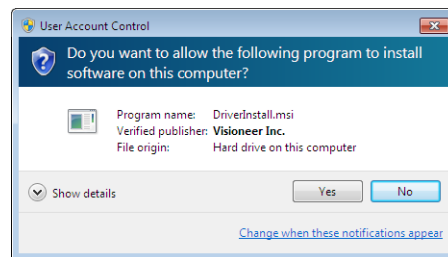 User Account Control
Do you want to allow the following program to install
software on this computer?
Program name: DriverInstall.msi
Verified publisher: Visioneer Inc.
File origin: Hard drive on this computer
Show details
Yes
No
Change when these notifications appear